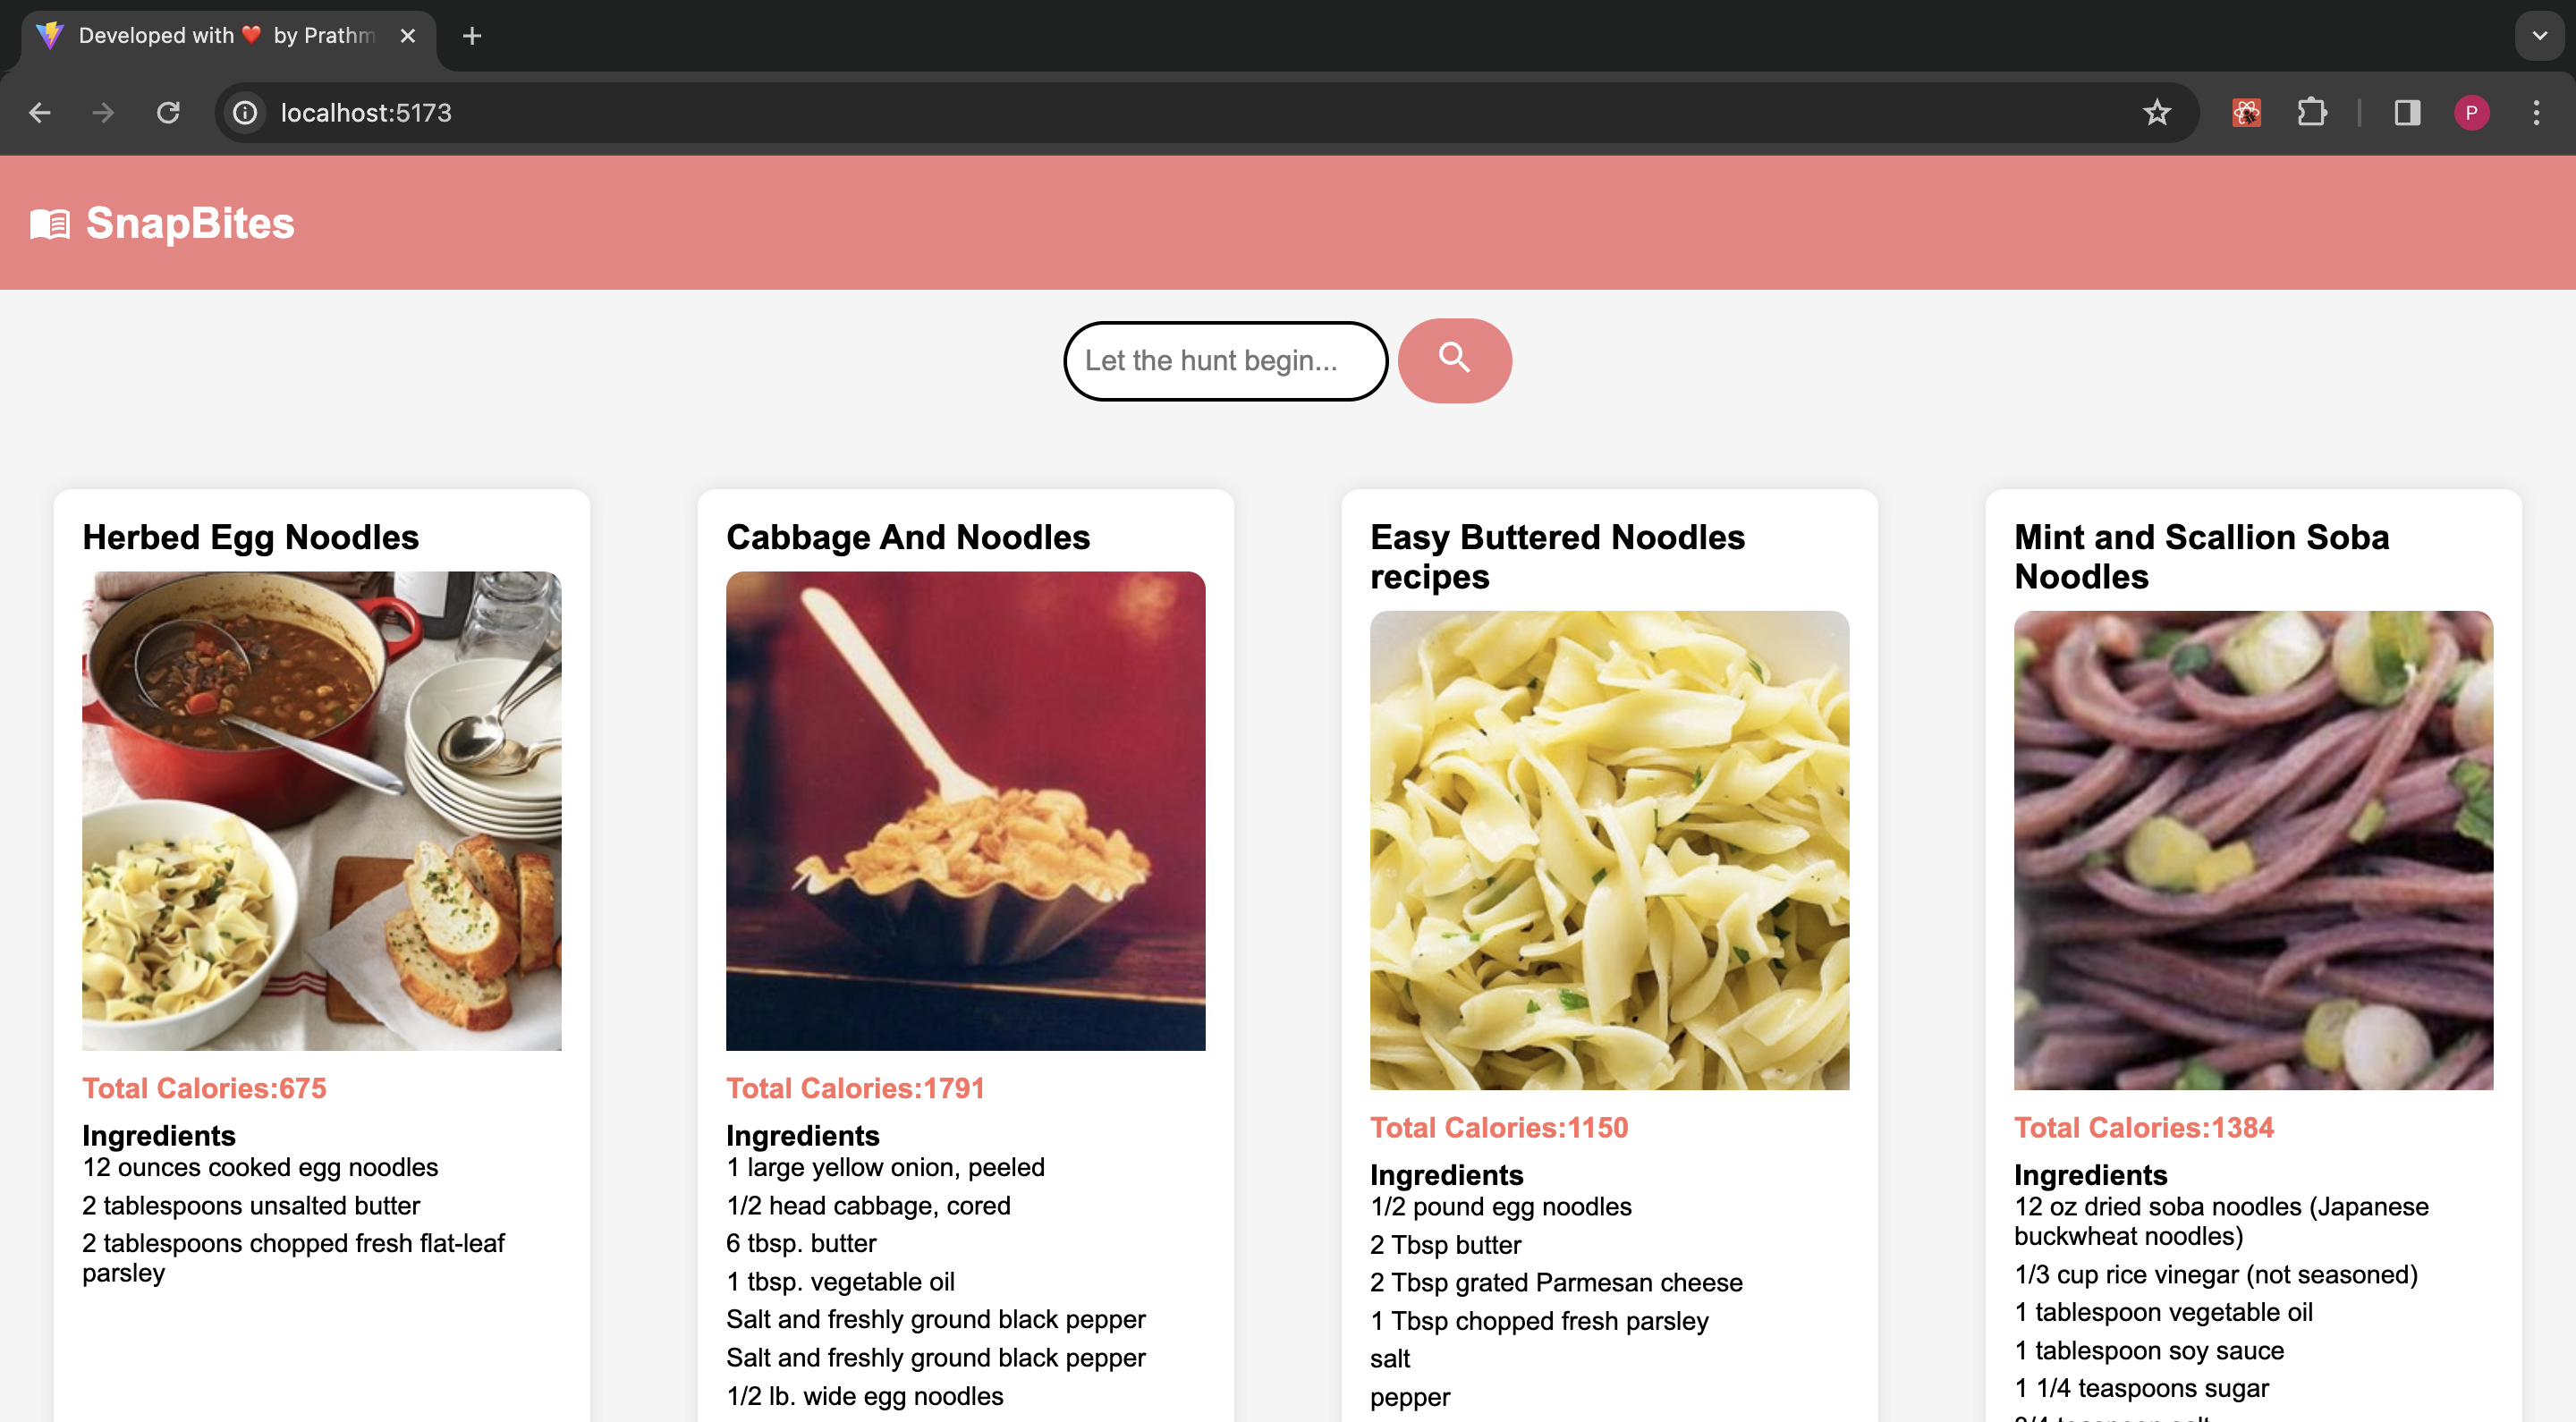 Developed with ❤️ by Prathm
localhost:5173
P
SnapBites
Let the hunt begin...
Herbed Egg Noodles
Total Calories:675
Ingredients
12 ounces cooked egg noodles
2 tablespoons unsalted butter
2 tablespoons chopped fresh flat-leaf
parsley
Cabbage And Noodles
Total Calories:1791
Ingredients
1 large yellow onion, peeled
1/2 head cabbage, cored
6 tbsp. butter
1 tbsp. vegetable oil
Salt and freshly ground black pepper
Salt and freshly ground black pepper
1/2 lb. wide egg noodles
Easy Buttered Noodles
recipes
Total Calories:1150
Ingredients
1/2 pound egg noodles
2 Tbsp butter
2 Tbsp grated Parmesan cheese
1 Tbsp chopped fresh parsley
salt
pepper
Mint and Scallion Soba
Noodles
Total Calories:1384
Ingredients
12 oz dried soba noodles (Japanese
buckwheat noodles)
1/3 cup rice vinegar (not seasoned)
1 tablespoon vegetable oil
1 tablespoon soy sauce
1 1/4 teaspoons sugar